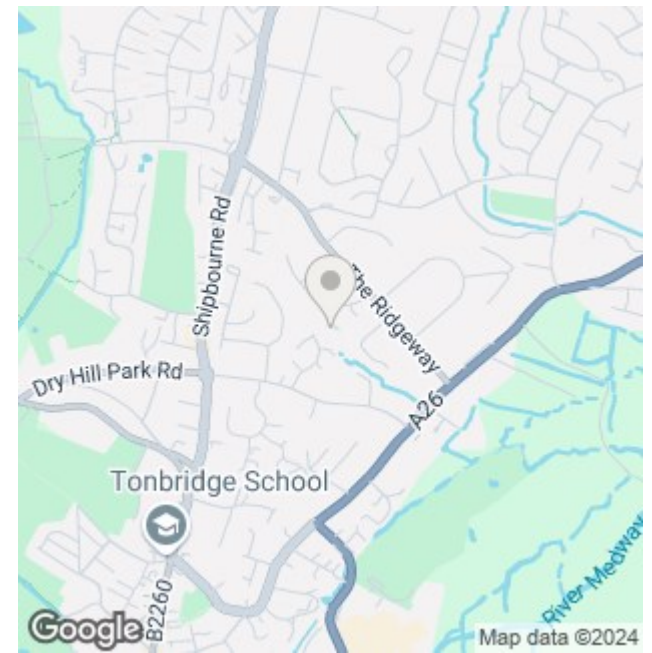 Shipbourne Rd
The Ridgeway
Dry Hill Park Rd
A26
Tonbridge School
B2260
River Medway
Google
Map data ©2024